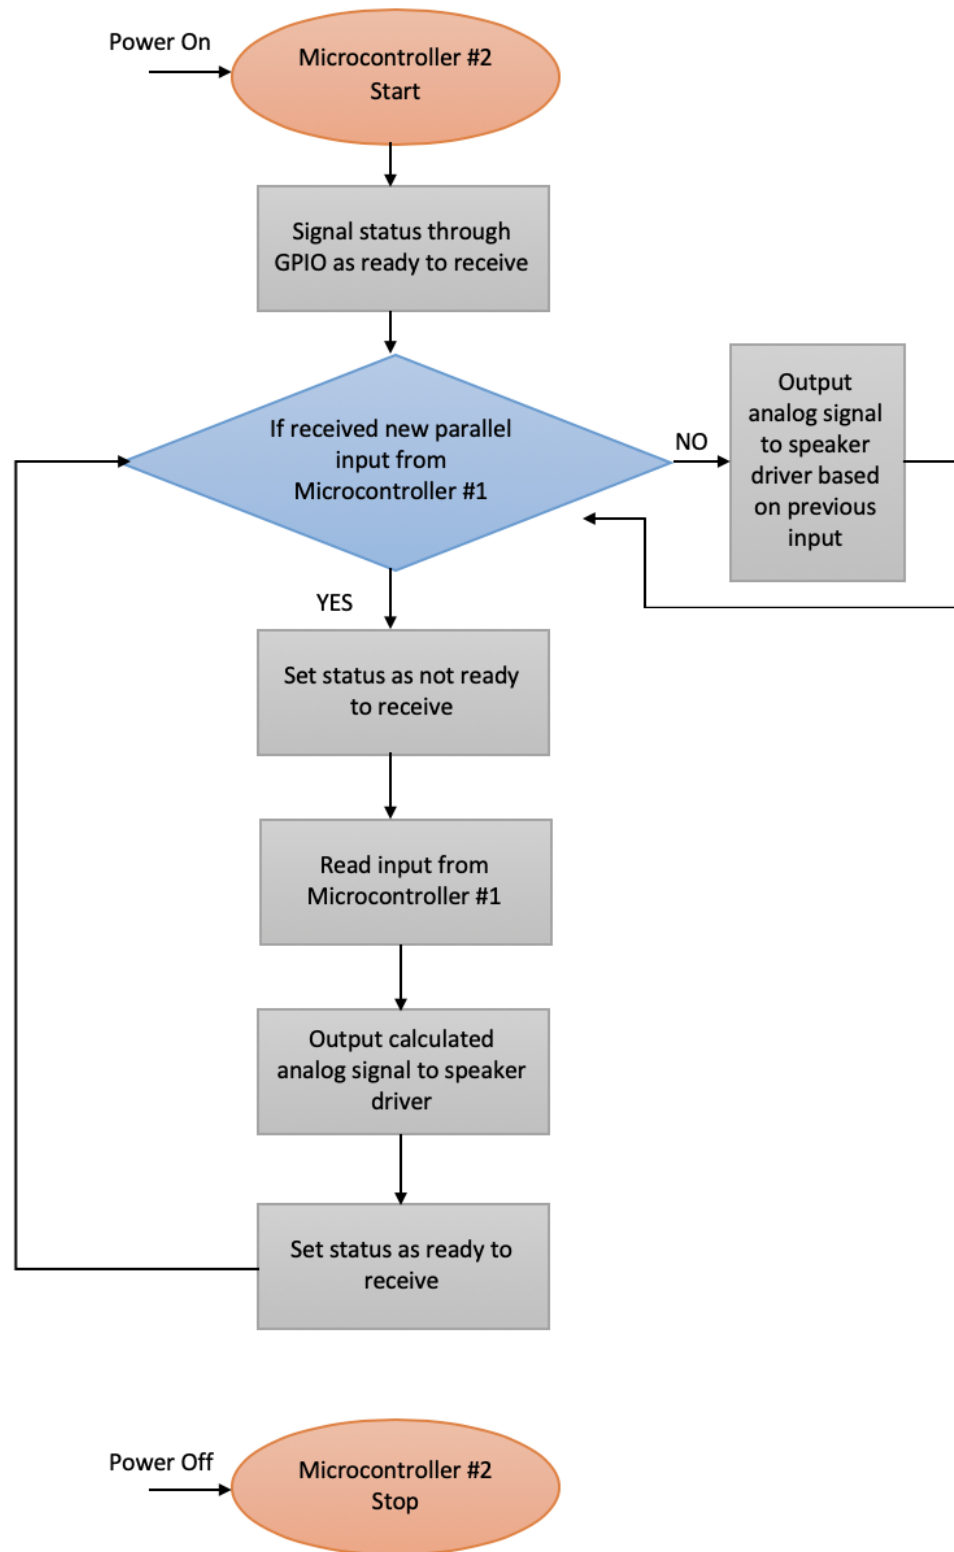 Power On
Microcontroller #2
Start
Signal status through
GPIO as ready to receive
If received new parallel
input from
Microcontroller #1
NO
Output
analog signal
to speaker
driver based
on previous
input
YES
Set status as not ready
to receive
Read input from
Microcontroller #1
Output calculated
analog signal to speaker
driver
Set status as ready to
receive
Power Off
Microcontroller #2
Stop